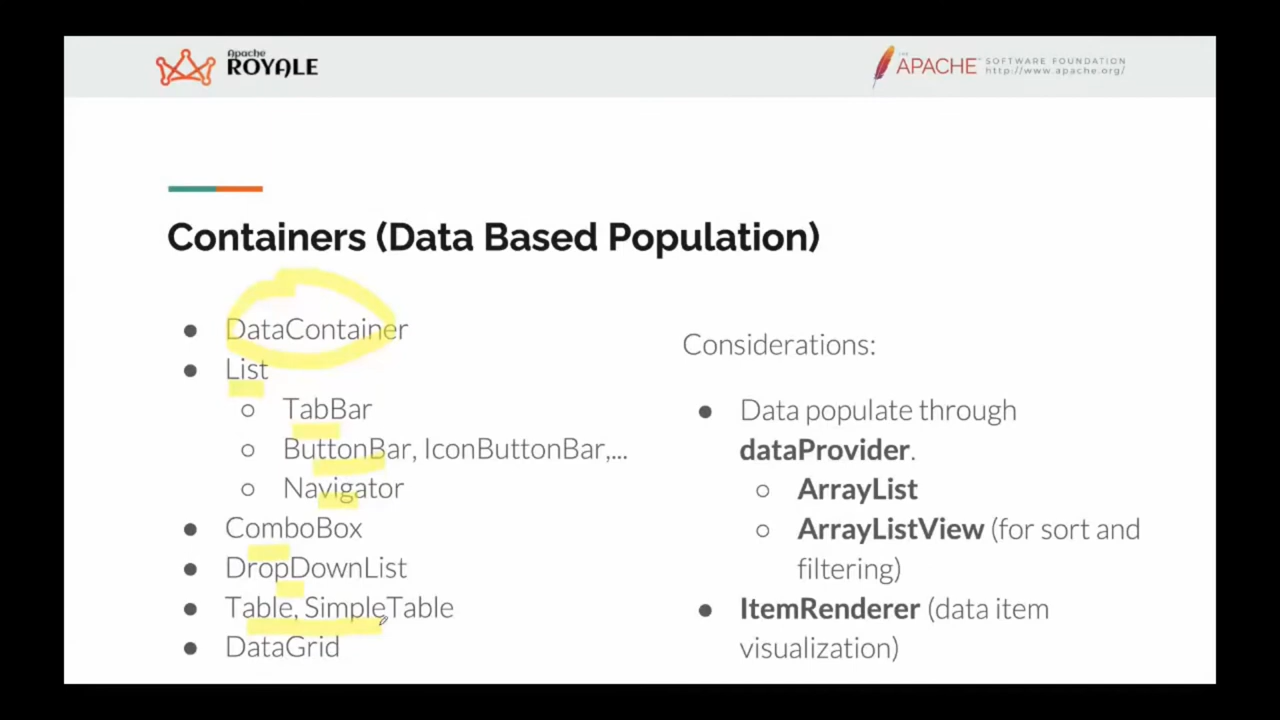 Apache
ROYALE
THE
APACHE™ SOFTWARE FOUNDATION
http://www.apache.org/
Containers (Data Based Population)
● DataContainer
● List
○ TabBar
○ ButtonBar, IconButtonBar,...
○ Navigator
● ComboBox
● DropDownList
● Table, SimpleTable
● DataGrid
Considerations:
● Data populate through
dataProvider.
○ ArrayList
○ ArrayListView (for sort and
filtering)
● ItemRenderer (data item
visualization)